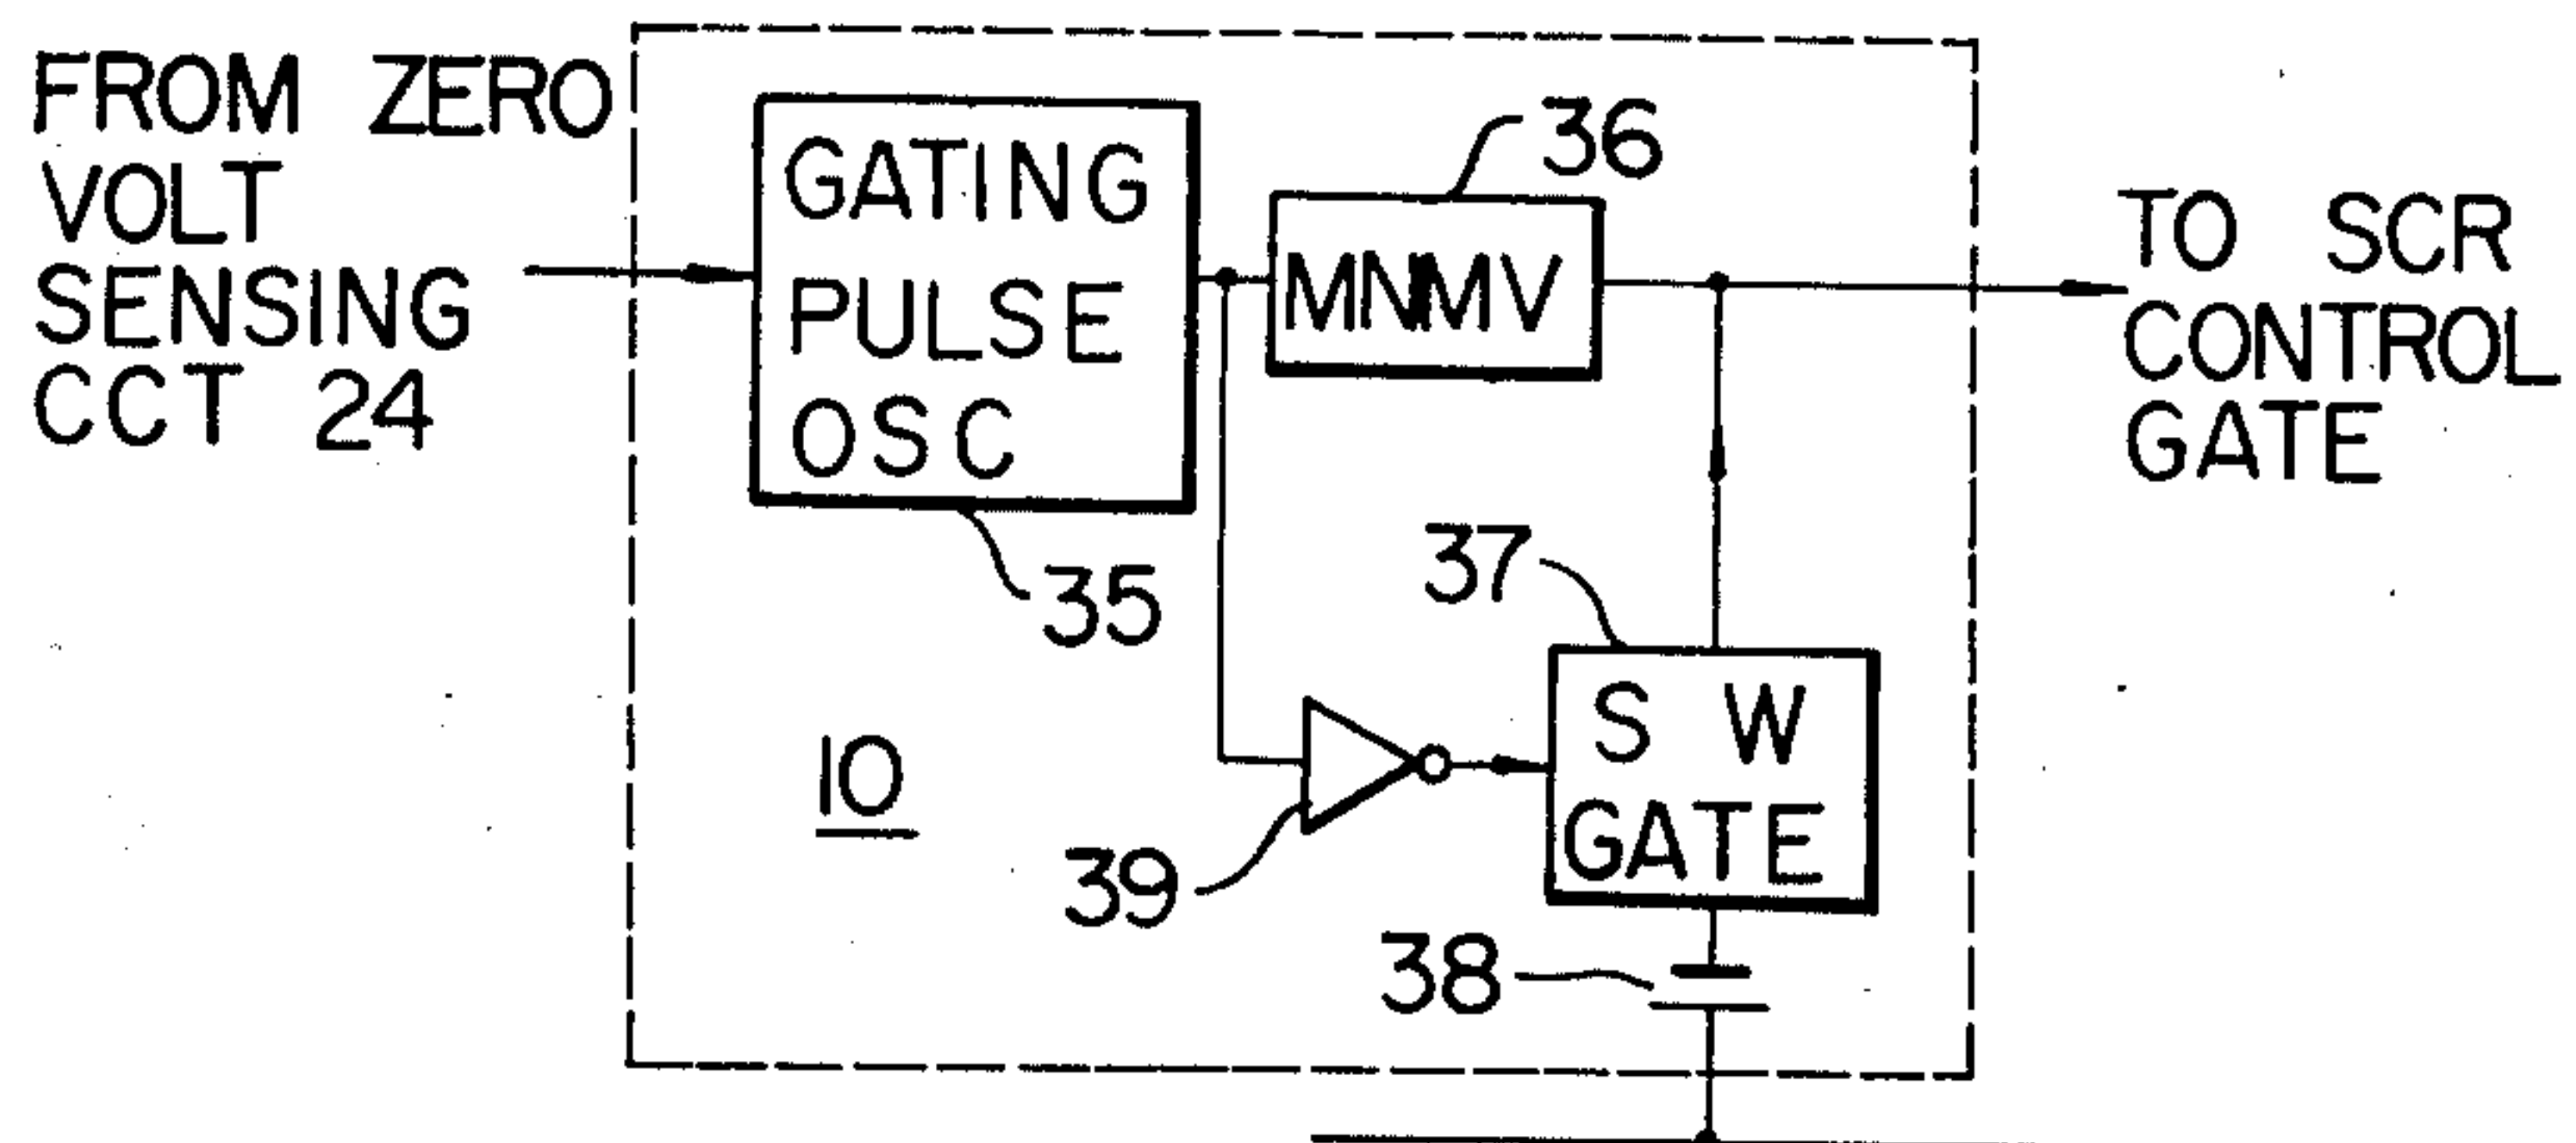 FROM ZERO
VOLT
SENSING
CCT 24
GATING
PULSE
OSC
35
36
MNMV
TO SCR
CONTROL
GATE
37
S W
GATE
10
39
38